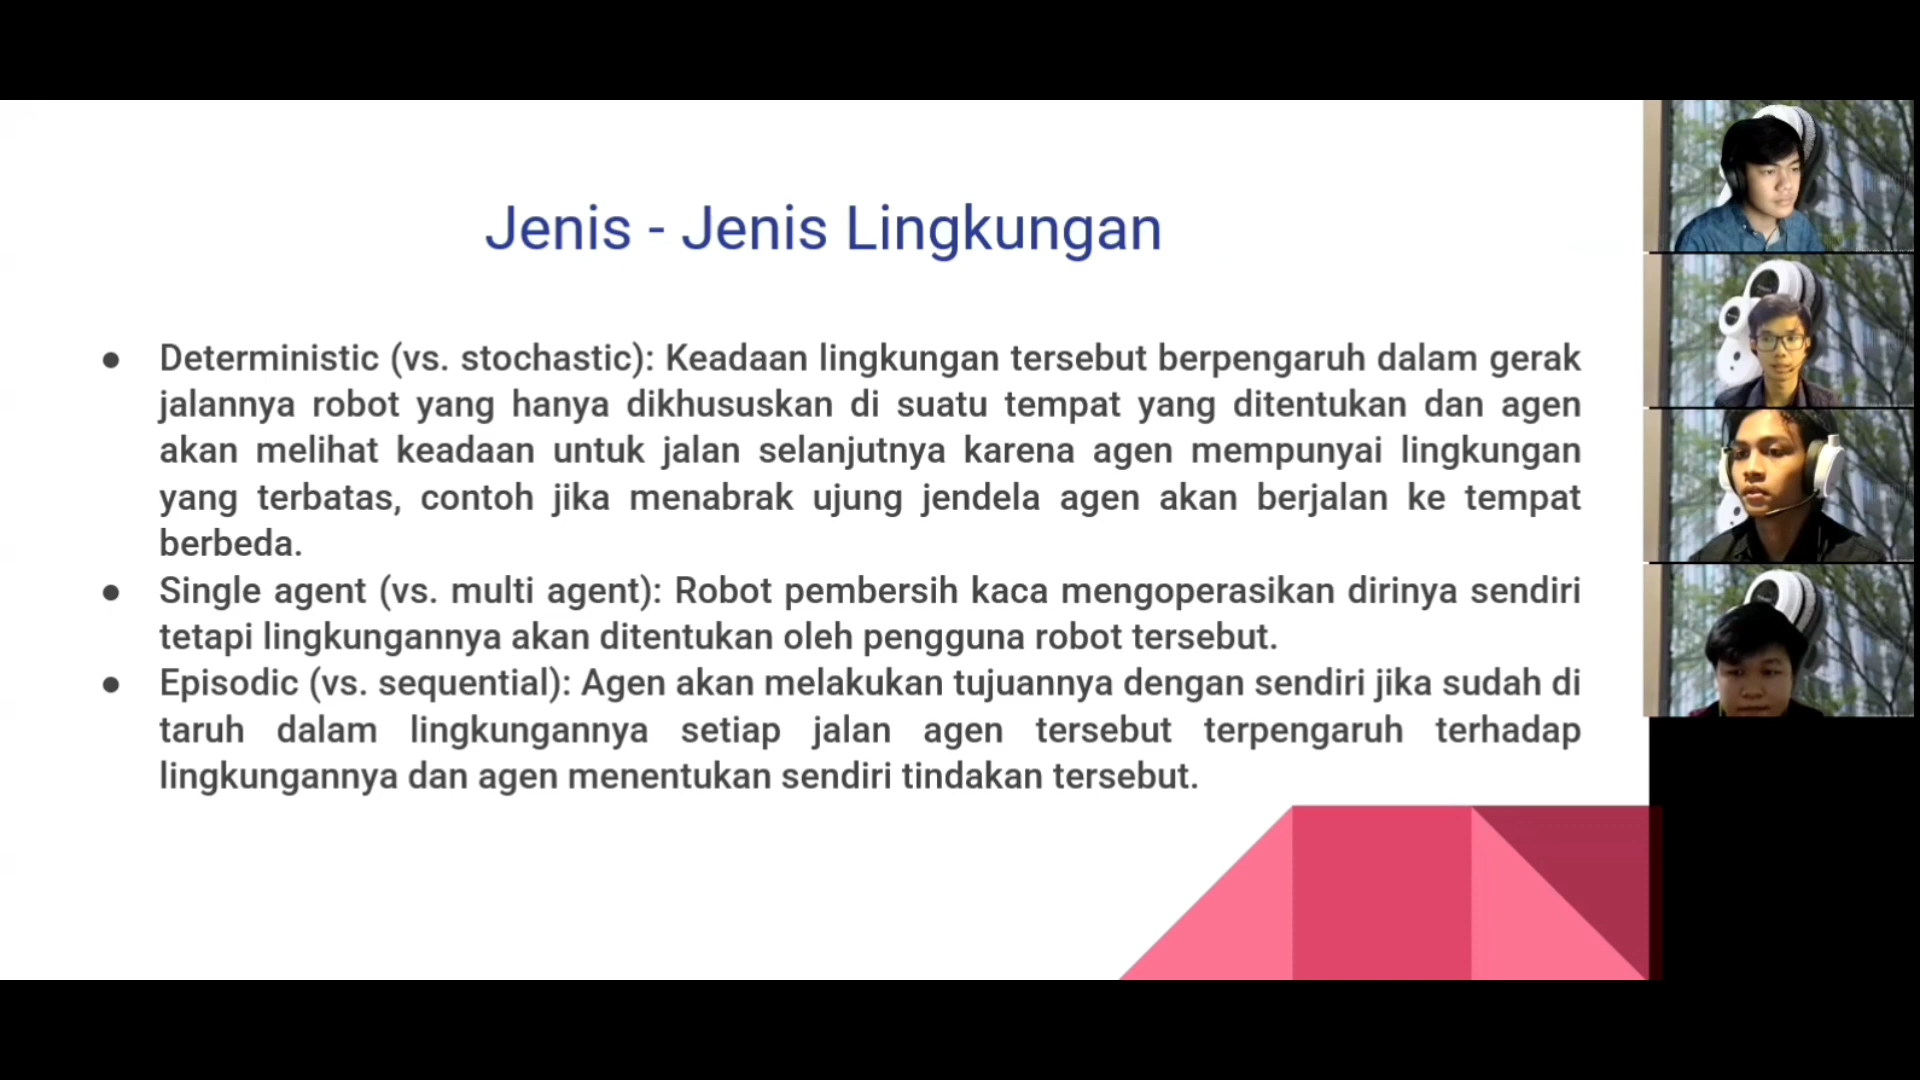 Jenis - Jenis Lingkungan
● Deterministic (vs. stochastic): Keadaan lingkungan tersebut berpengaruh dalam gerak
jalannya robot yang hanya dikhususkan di suatu tempat yang ditentukan dan agen
akan melihat keadaan untuk jalan selanjutnya karena agen mempunyai lingkungan
yang terbatas, contoh jika menabrak ujung jendela agen akan berjalan ke tempat
berbeda.
● Single agent (vs. multi agent): Robot pembersih kaca mengoperasikan dirinya sendiri
tetapi lingkungannya akan ditentukan oleh pengguna robot tersebut.
● Episodic (vs. sequential): Agen akan melakukan tujuannya dengan sendiri jika sudah di
taruh dalam lingkungannya setiap jalan agen tersebut terpengaruh terhadap
lingkungannya dan agen menentukan sendiri tindakan tersebut.